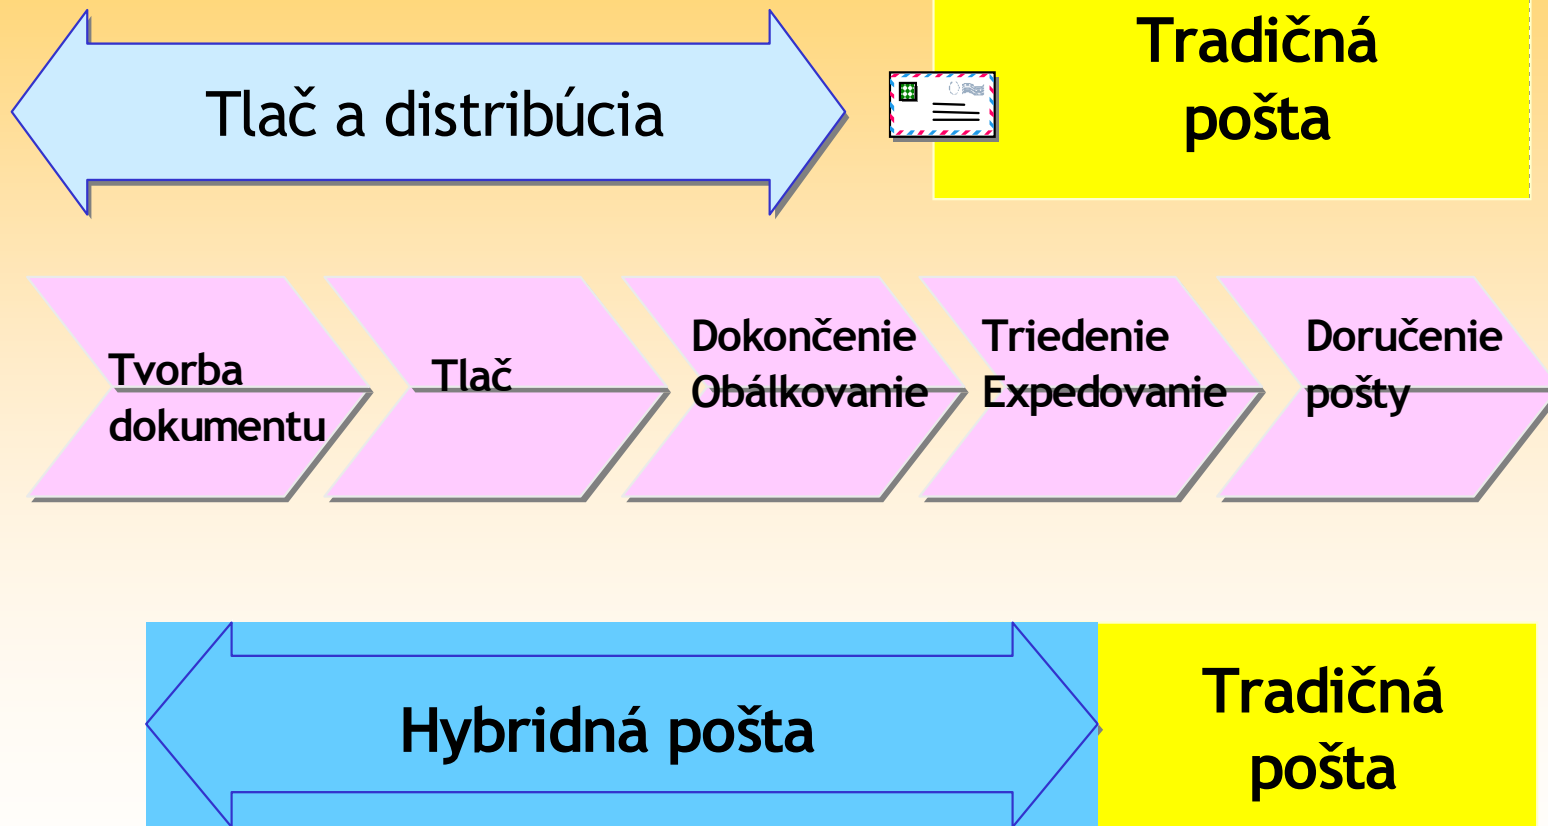 Tlač a distribúcia
Tradičná
pošta
Tvorba
dokumentu
Tlač
Dokončenie
Obálkovanie
Triedenie
Expedovanie
Doručenie
pošty
Hybridná pošta
Tradičná
pošta